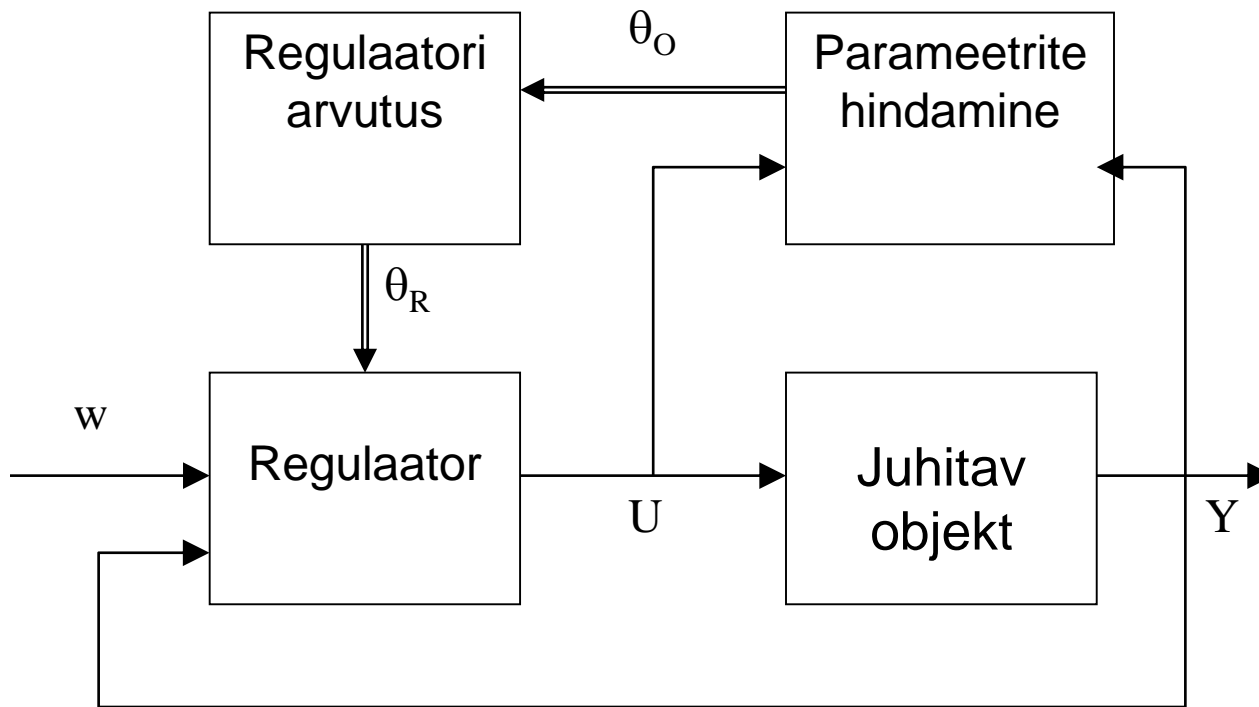 Regulaatori
arvutus
θO
Parameetrite
hindamine
θR
w
Regulaator
U
Juhitav
objekt
Y